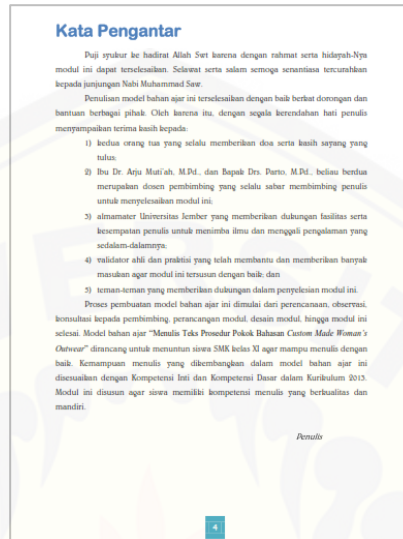 Kata Pengantar
Puji syukur ke hadirat Allah Swt karena dengan rahmat serta hidayah-Nya
modul ini dapat terselesaikan. Selawat serta salam semoga senantiasa tercurahkan
kepada junjungan Nabi Muhammad Saw.
Penulisan model bahan ajar ini terselesaikan dengan baik berkat dorongan dan
bantuan berbagai pihak. Oleh karena itu, dengan segala kerendahan hati penulis
menyampaikan terima kasih kepada:
1) kedua orang tua yang selalu memberikan doa serta kasih sayang yang
tulus;
2) Ibu Dr. Arju Muti'ah, M.Pd., dan Bapak Drs. Parto, M.Pd., beliau berdua
merupakan dosen pembimbing yang selalu sabar membimbing penulis
untuk menyelesaikan modul ini;
3) almamater Universitas Jember yang memberikan dukungan fasilitas serta
kesempatan penulis untuk menimba ilmu dan menggali pengalaman yang
sedalam-dalamnya;
4) validator ahli dan praktisi yang telah membantu dan memberikan banyak
masukan agar modul ini tersusun dengan baik; dan
5) teman-teman yang memberikan dukungan dalam penyelesian modul ini.
Proses pembuatan model bahan ajar ini dimulai dari perencanaan, observasi,
konsultasi kepada pembimbing, perancangan modul, desain modul, hingga modul ini
selesai. Model bahan ajar "Menulis Teks Prosedur Pokok Bahasan Custom Made Woman's
Outwear" dirancang untuk menuntun siswa SMK kelas XI agar mampu menulis dengan
baik. Kemampuan menulis yang dikembangkan dalam model bahan ajar ini
disesuaikan dengan Kompetensi Inti dan Kompetensi Dasar dalam Kurikulum 2013.
Modul ini disusun agar siswa memiliki kompetensi menulis yang berkualitas dan
mandiri.
Penulis
4